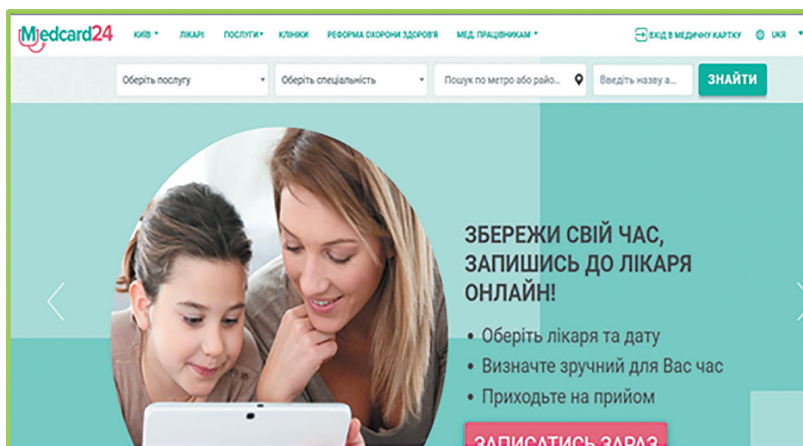 Medcard24 КИЇВ ЛІКАРІ ПОСЛУГИ КЛІНІКИ РЕФОРМА ОХОРОНИ ЗДОРОВ'Я МЕД. ПРАЦІВНИКАМ ВХІД В МЕДИЧНУ КАРТКУ UKR
Оберіть послугу Оберіть спеціальність Пошук по метро або райо... Введіть назву а... ЗНАЙТИ
ЗБЕРЕЖИ СВІЙ ЧАС,
ЗАПИШИСЬ ДО ЛІКАРЯ
ОНЛАЙН!
• Оберіть лікаря та дату
• Визначте зручний для Вас час
• Приходьте на прийом
ЗАПИСАТИСЬ ЗАРАЗ